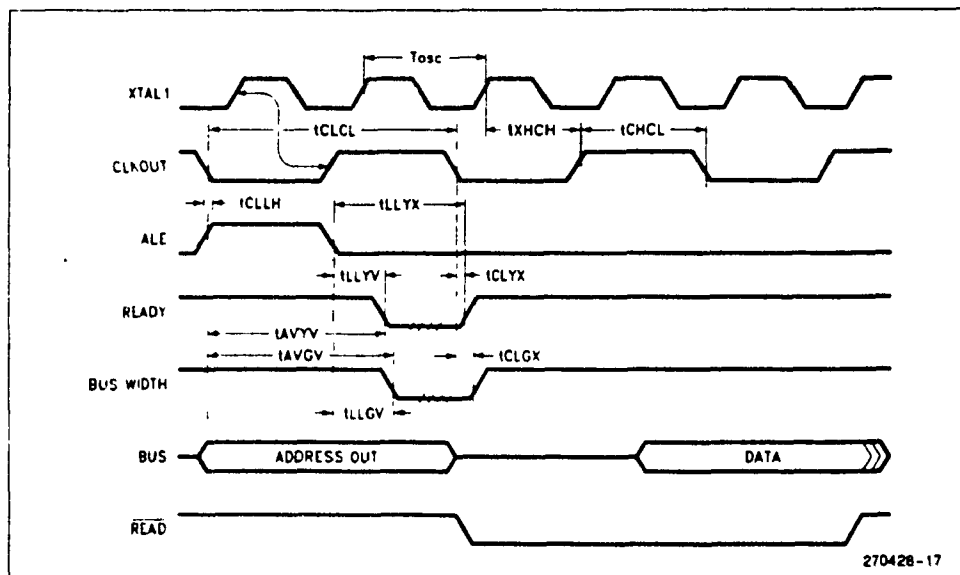 Tosc
XTAL1
tCLCL
tXHCH
tCHCL
CLKOUT
tCLLH
tLLYX
ALE
tLLYV
tCLYX
READY
tAVYV
tAVGV
tCLGX
BUS WIDTH
tLLGV
BUS
ADDRESS OUT
DATA
READ
270428-17